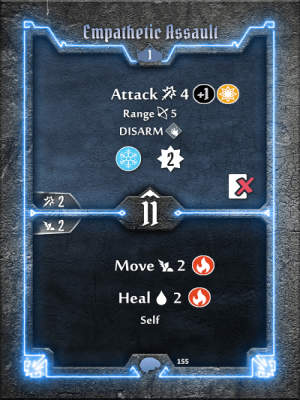 Empathetic Assault
1
Attack 4 +1
Range 5
DISARM
2
2
11
2
Move 2
Heal 2
Self
155